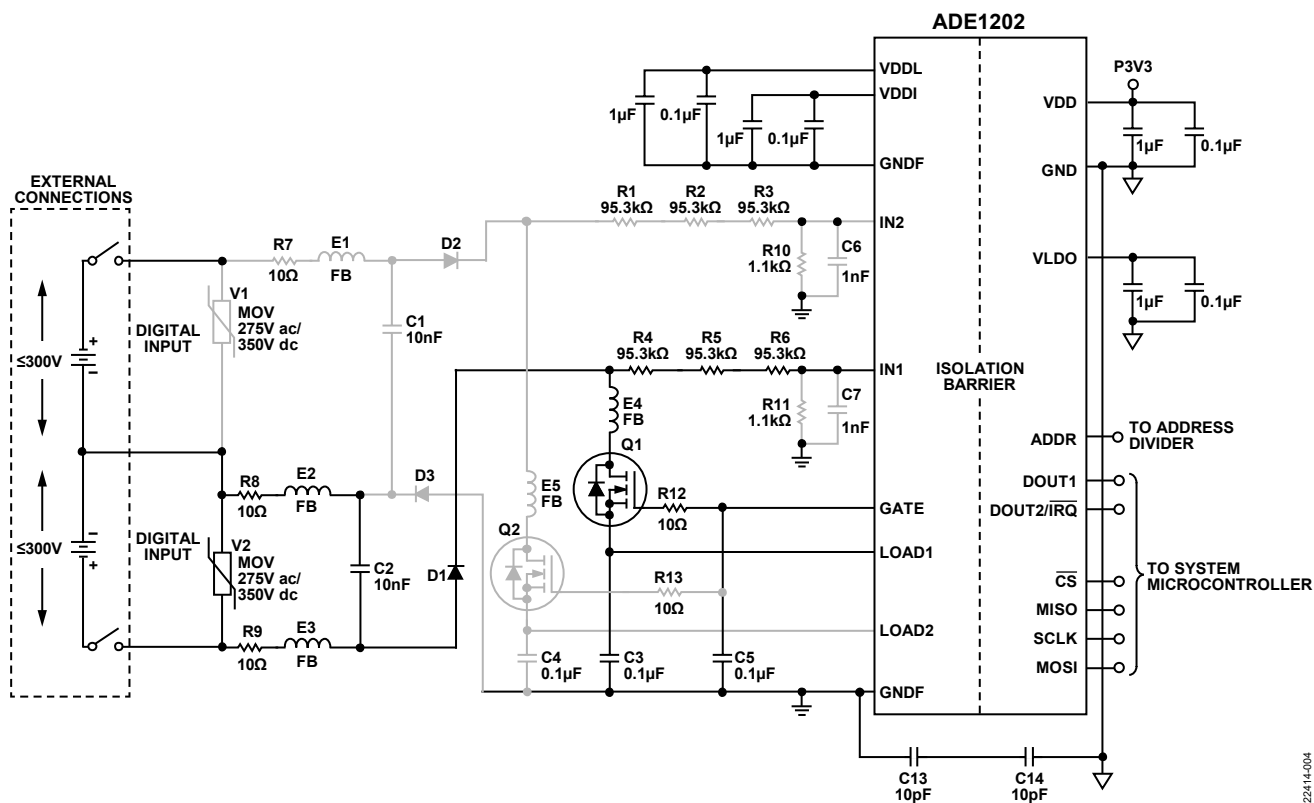 ADE1202
VDDL
VDDI
1µF
0.1µF
1µF
0.1µF
GNDF
P3V3
VDD
1µF
0.1µF
GND
EXTERNAL
CONNECTIONS
R1
95.3kΩ
R2
95.3kΩ
R3
95.3kΩ
IN2
R7
10Ω
E1
FB
D2
R10
1.1kΩ
C6
1nF
VLDO
1µF
0.1µF
V1
MOV
275V ac/
350V dc
DIGITAL
INPUT
C1
10nF
≤300V
+
–
R4
95.3kΩ
R5
95.3kΩ
R6
95.3kΩ
IN1
ISOLATION
BARRIER
E4
FB
R11
1.1kΩ
C7
1nF
Q1
ADDR
TO ADDRESS
DIVIDER
R8
10Ω
E2
FB
D3
E5
FB
R12
10Ω
GATE
DOUT1
DOUT2/IRQ
Q2
≤300V
–
+
DIGITAL
INPUT
V2
MOV
275V ac/
350V dc
C2
10nF
D1
LOAD1
R13
10Ω
CS
MISO
SCLK
MOSI
TO SYSTEM
MICROCONTROLLER
R9
10Ω
E3
FB
LOAD2
C4
0.1µF
C3
0.1µF
C5
0.1µF
GNDF
C13
10pF
C14
10pF
22414-004